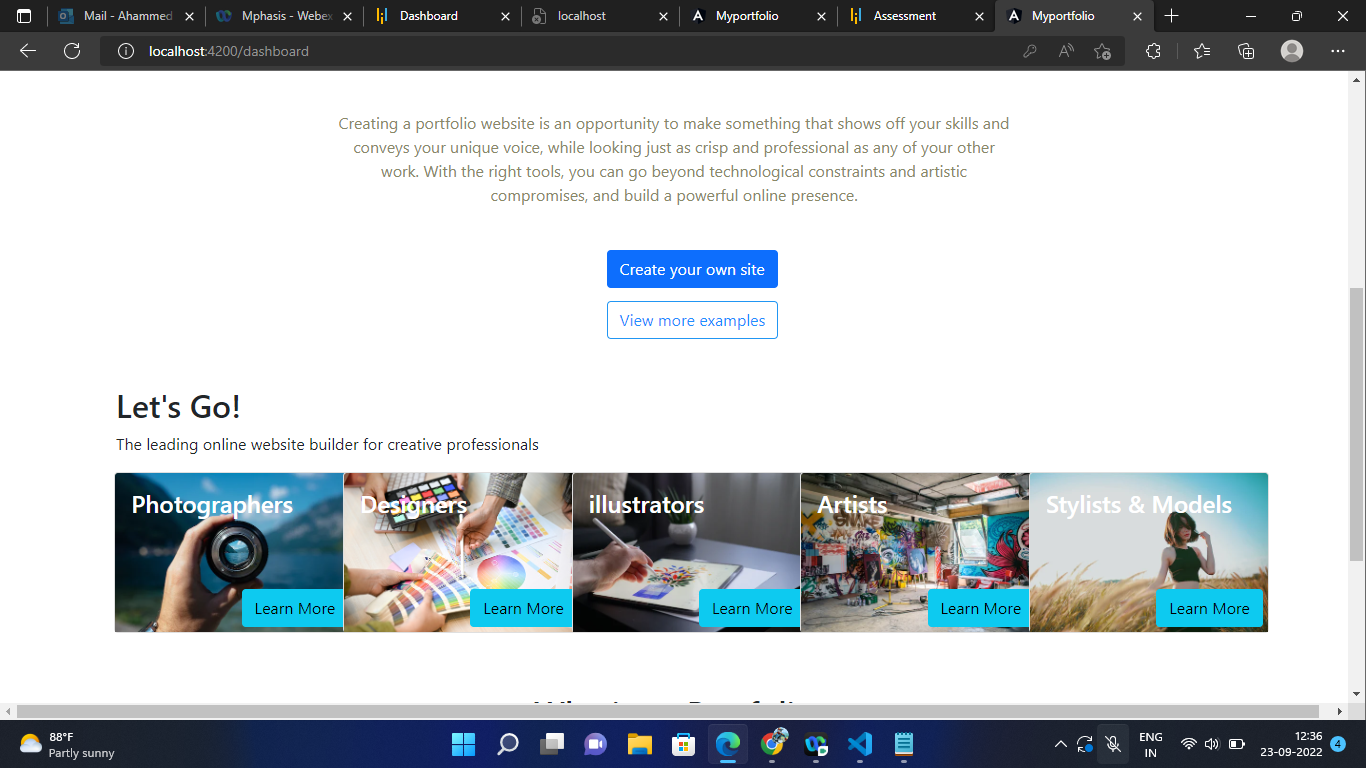 Mail - Ahammed
Mphasis - Webex
Dashboard
localhost
Myportfolio
Assessment
Myportfolio
localhost:4200/dashboard
Creating a portfolio website is an opportunity to make something that shows off your skills and
conveys your unique voice, while looking just as crisp and professional as any of your other
work. With the right tools, you can go beyond technological constraints and artistic
compromises, and build a powerful online presence.
Create your own site
View more examples
Let's Go!
The leading online website builder for creative professionals
Photographers
Designers
illustrators
Artists
Stylists & Models
Learn More
Learn More
Learn More
Learn More
Learn More
88°F
Partly sunny
ENG
IN
12:36
23-09-2022
4